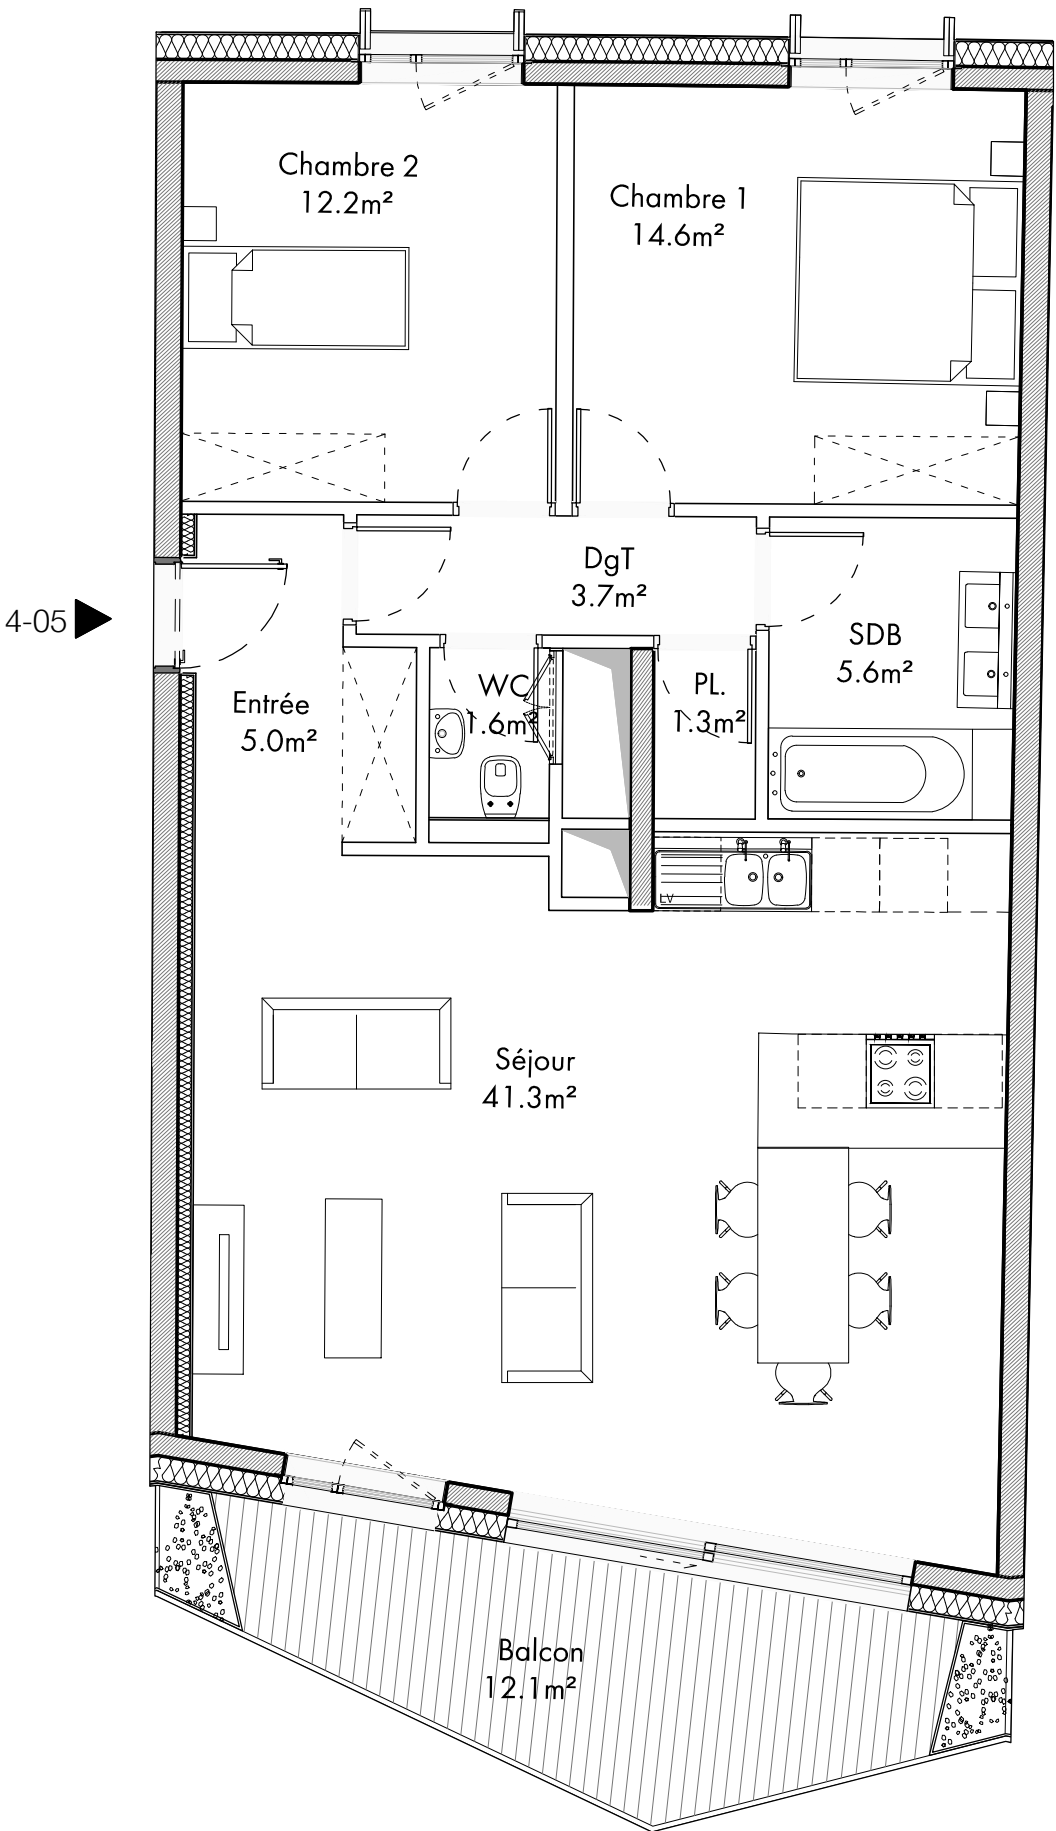 Chambre 2
12.2m²
Chambre 1
14.6m²
DgT
3.7m²
4-05
SDB
5.6m²
Entrée
5.0m²
WC
1.6m²
PL.
1.3m²
LV
Séjour
41.3m²
Balcon
12.1m²